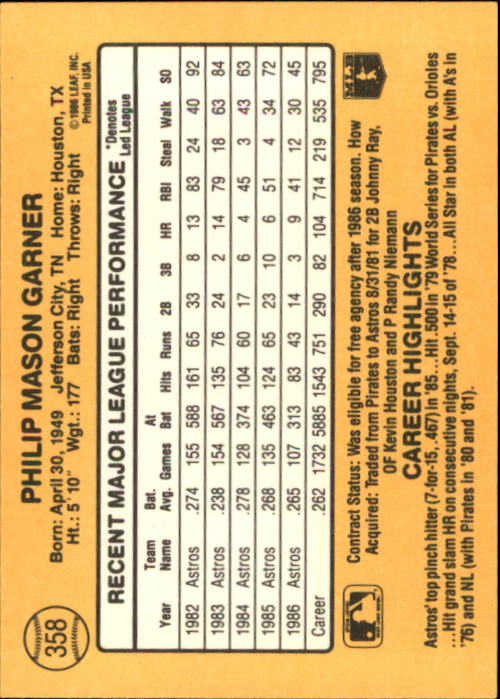 358
PHILIP MASON GARNER
Born: April 30, 1949 Jefferson City, TN Home: Houston, TX
Ht.: 5'10" Wgt.: 177 Bats: Right Throws: Right
©1986 LEAF, INC.
Printed in USA
RECENT MAJOR LEAGUE PERFORMANCE
*Denotes
Led League
Year Team Name Bat. Avg. Games At Bat Hits Runs 2B 3B HR RBI Steal Walk SO
1982 Astros .274 155 588 161 65 33 8 13 83 24 40 92
1983 Astros .238 154 567 135 76 24 2 14 79 18 63 84
1984 Astros .278 128 374 104 60 17 6 4 45 3 43 63
1985 Astros .268 135 463 124 65 23 10 6 51 4 34 72
1986 Astros .265 107 313 83 43 14 3 9 41 12 30 45
Career .262 1732 5885 1543 751 290 82 104 714 219 535 795
Contract Status: Was eligible for free agency after 1986 season. How
Acquired: Traded from Pirates to Astros 8/31/81 for 2B Johnny Ray,
OF Kevin Houston and P Randy Niemann
MLB
CAREER HIGHLIGHTS
Astros' top pinch hitter (7-for-15, 467) in '85...Hit .500 in '79 World Series for Pirates vs. Orioles
...Hit grand slam HR on consecutive nights, Sept. 14-15 of '78...All Star in both AL (with A's in
'76) and NL (with Pirates in '80 and '81).